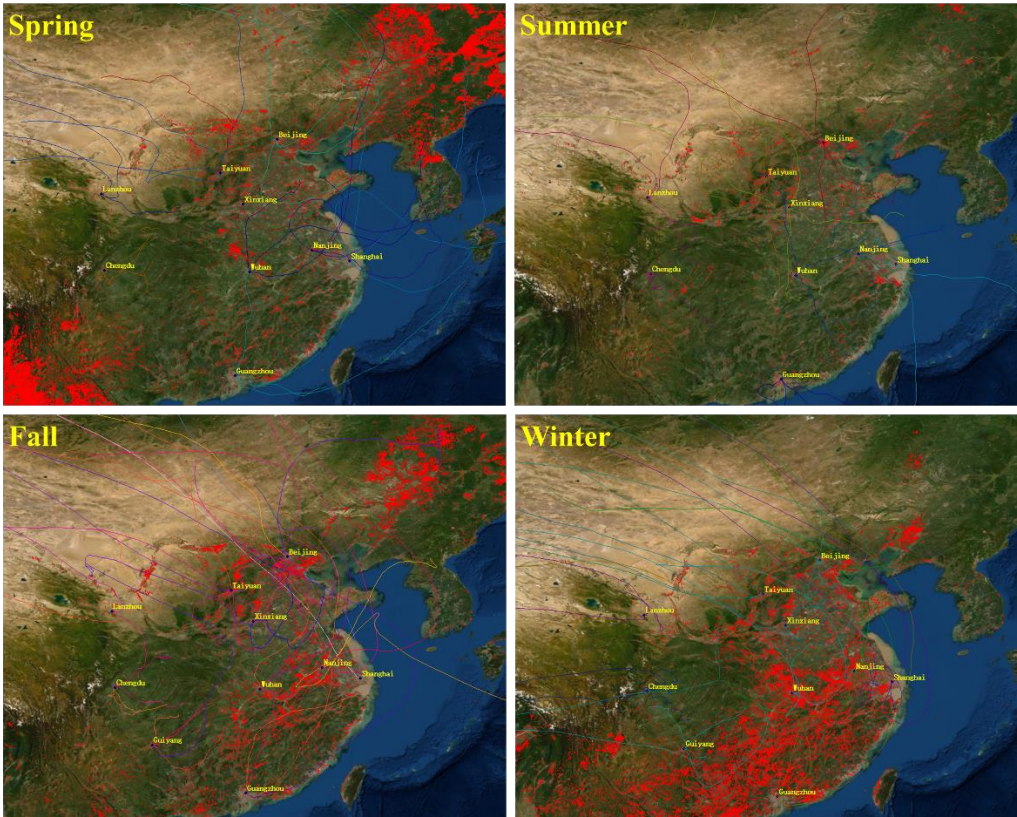 Spring
Beijing
Taiyuan
Lanzhou
Xinxiang
Nanjing
Shanghai
Chengdu
Wuhan
Guangzhou
Summer
Beijing
Taiyuan
Lanzhou
Xinxiang
Nanjing
Shanghai
Chengdu
Wuhan
Guangzhou
Fall
Beijing
Taiyuan
Lanzhou
Xinxiang
Nanjing
Shanghai
Chengdu
Wuhan
Guiyang
Guangzhou
Winter
Beijing
Taiyuan
Lanzhou
Xinxiang
Nanjing
Shanghai
Chengdu
Wuhan
Guiyang
Guangzhou